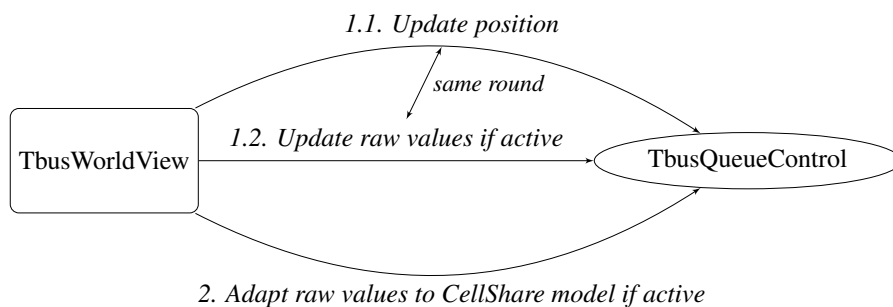 1.1. Update position
same round
1.2. Update raw values if active
TbusWorldView
TbusQueueControl
2. Adapt raw values to CellShare model if active